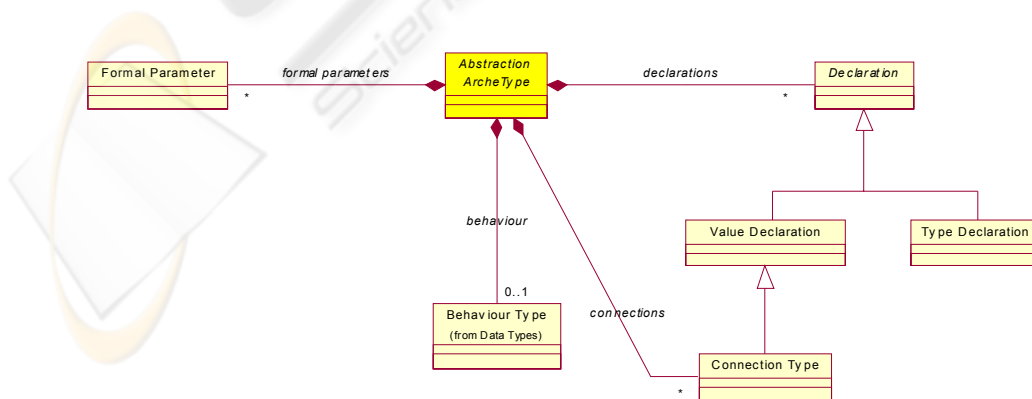 Scien
Formal Parameter
formal parameters
*
Abstraction
ArcheType
declarations
*
Declaration
behaviour
0..1
Behaviour Type
(from Data Types)
connections
*
Value Declaration
Type Declaration
Connection Type